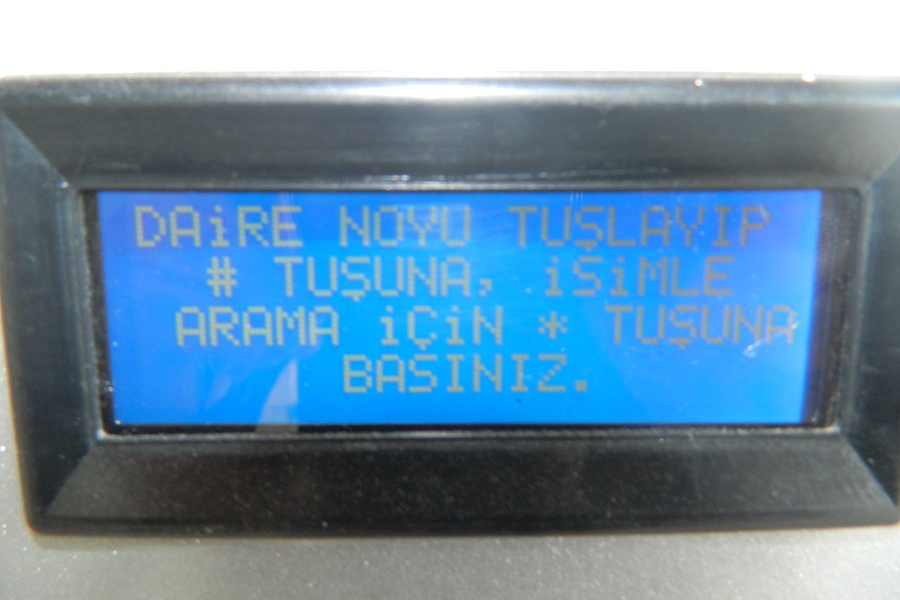 DAiRE NOYU TUŞLAYIP
# TUŞUNA, iSiMLE
ARAMA iÇiN * TUŞUNA
BASINIZ.